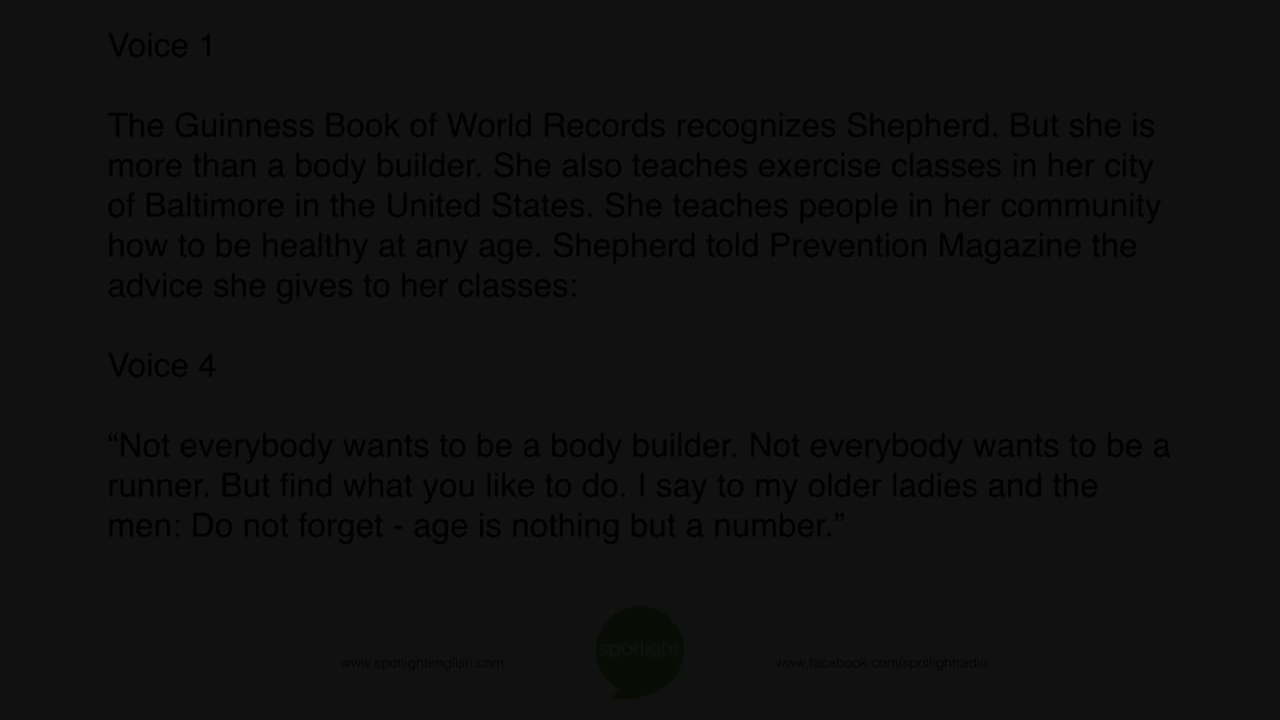 Voice 1
The Guinness Book of World Records recognizes Shepherd. But she is
more than a body builder. She also teaches exercise classes in her city
of Baltimore in the United States. She teaches people in her community
how to be healthy at any age. Shepherd told Prevention Magazine the
advice she gives to her classes:
Voice 4
“Not everybody wants to be a body builder. Not everybody wants to be a
runner. But find what you like to do. I say to my older ladies and the
men: Do not forget - age is nothing but a number.”
spotlight
www.spotlightenglish.com
www.facebook.com/spotlightradio